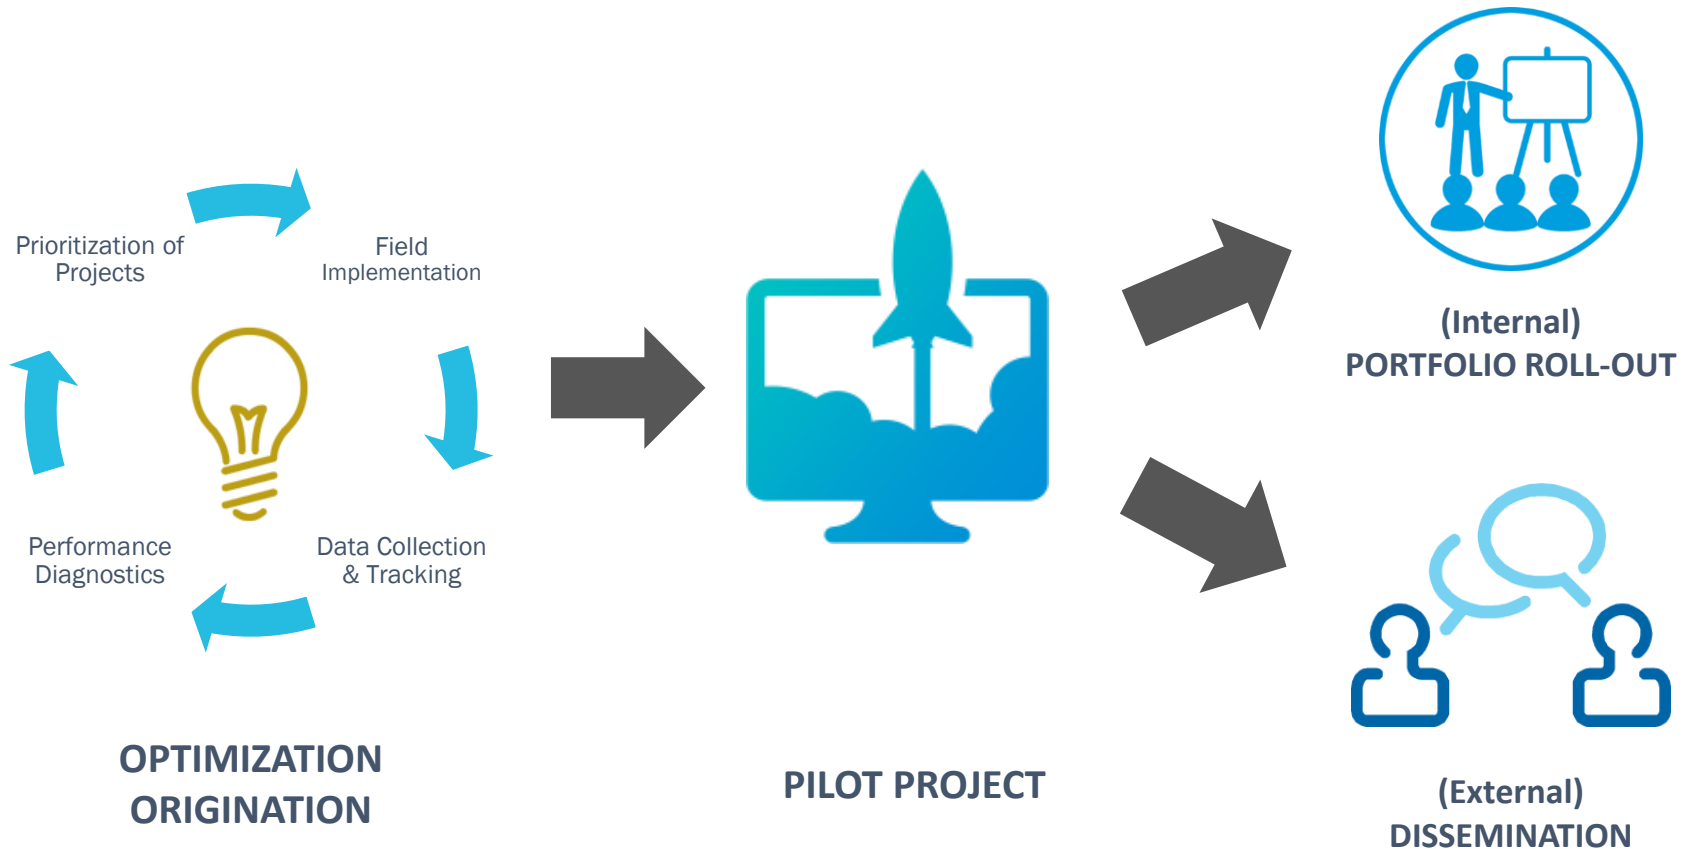 Prioritization of
Projects
Field
Implementation
Performance
Diagnostics
Data Collection
& Tracking
OPTIMIZATION
ORIGINATION
PILOT PROJECT
(Internal)
PORTFOLIO ROLL-OUT
(External)
DISSEMINATION